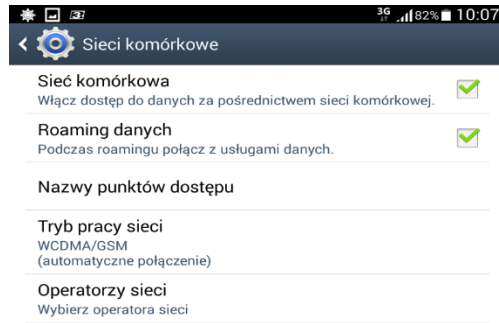 3G 82% 10:07
Sieci komórkowe
Sieć komórkowa
Włącz dostęp do danych za pośrednictwem sieci komórkowej.
Roaming danych
Podczas roamingu połącz z usługami danych.
Nazwy punktów dostępu
Tryb pracy sieci
WCDMA/GSM
(automatyczne połączenie)
Operatorzy sieci
Wybierz operatora sieci